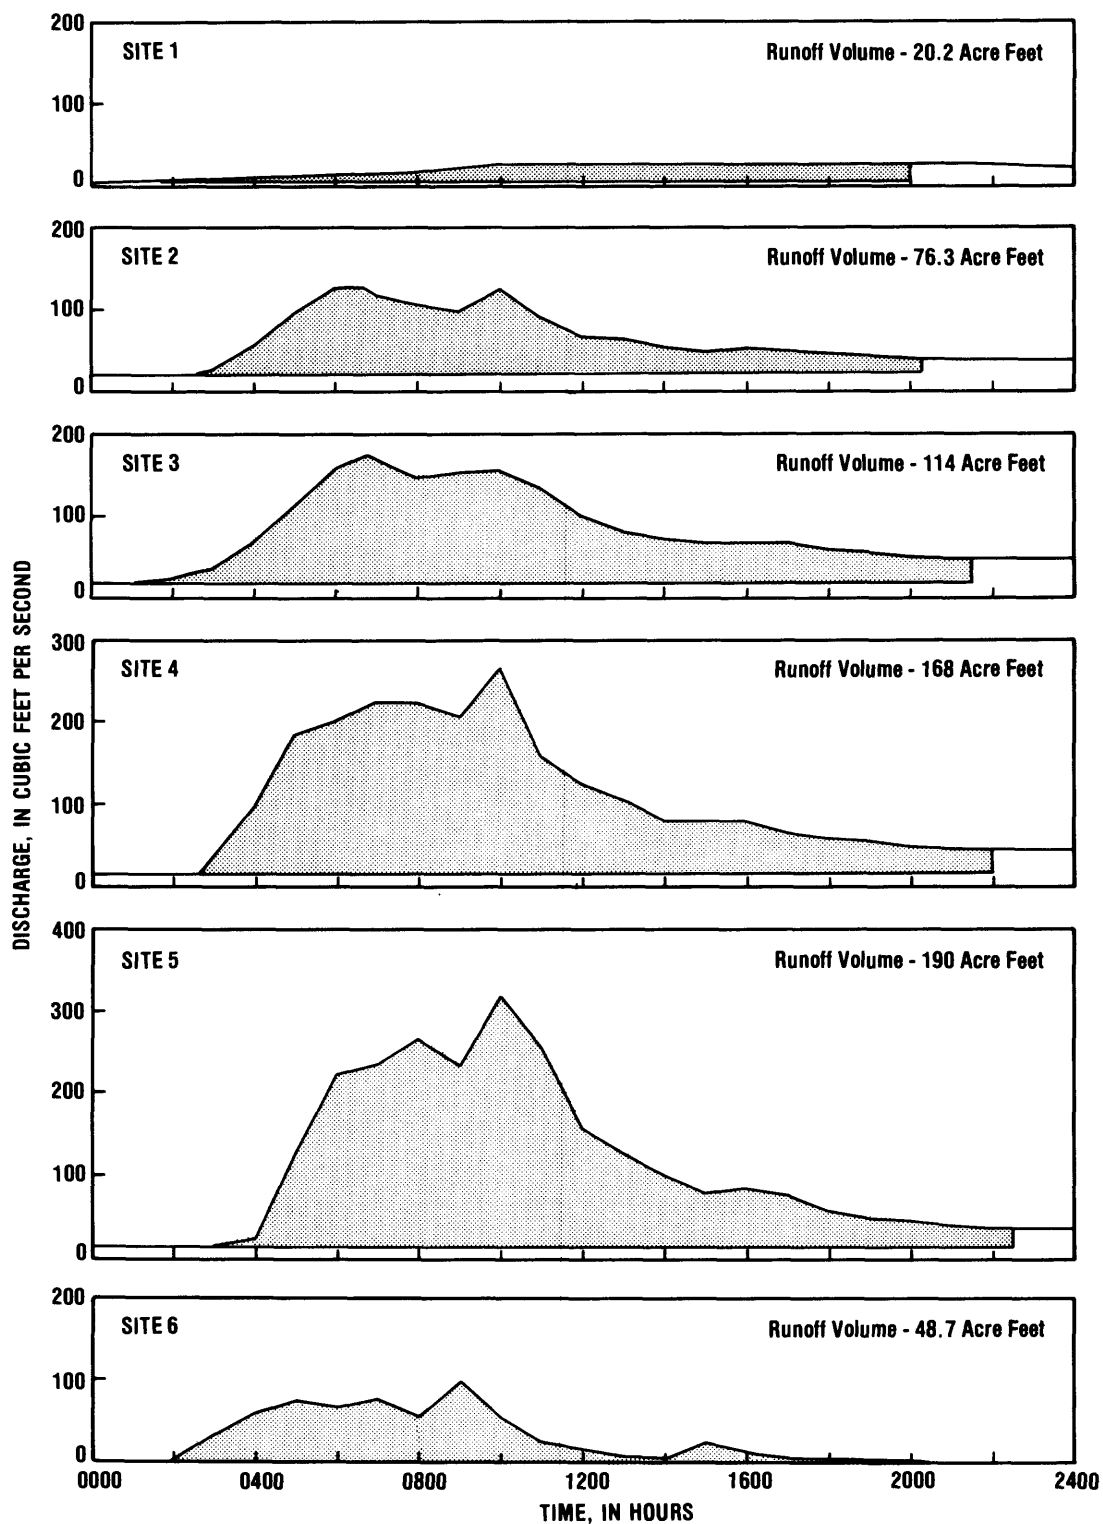 200
SITE 1
Runoff Volume - 20.2 Acre Feet
100
0
200
SITE 2
Runoff Volume - 76.3 Acre Feet
100
0
200
SITE 3
Runoff Volume - 114 Acre Feet
100
0
DISCHARGE, IN CUBIC FEET PER SECOND
300
SITE 4
Runoff Volume - 168 Acre Feet
200
100
0
400
SITE 5
Runoff Volume - 190 Acre Feet
300
200
100
0
200
SITE 6
Runoff Volume - 48.7 Acre Feet
100
0
0000 0400 0800 1200 1600 2000 2400
TIME, IN HOURS